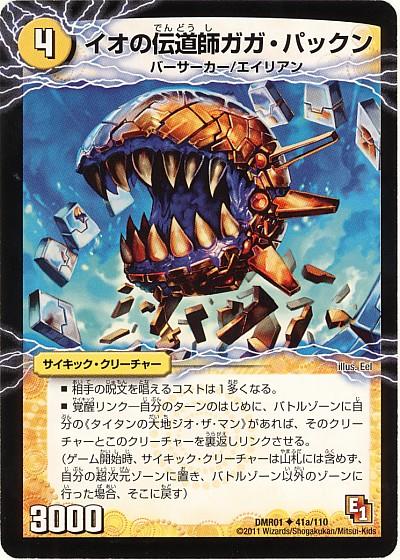 4
イオの伝道師ガガ・パックン
でんどうし
バーサーカー/エイリアン
サイキック・クリーチャー
illus. Eel
■ 相手の呪文を唱えるコストは1多くなる。
■ 覚醒リンク―自分のターンのはじめに、バトルゾーンに自
分の《タイタンの大地ジオ・ザ・マン》があれば、そのクリー
チャーとこのクリーチャーを裏返しリンクさせる。
(ゲーム開始時、サイキック・クリーチャーは山札には含めず、
自分の超次元ゾーンに置き、バトルゾーン以外のゾーンに
行った場合、そこに戻す)
3000
DMR01 ◆ 41a/110
E1
©2011 Wizards/Shogakukan/Mitsui-Kids